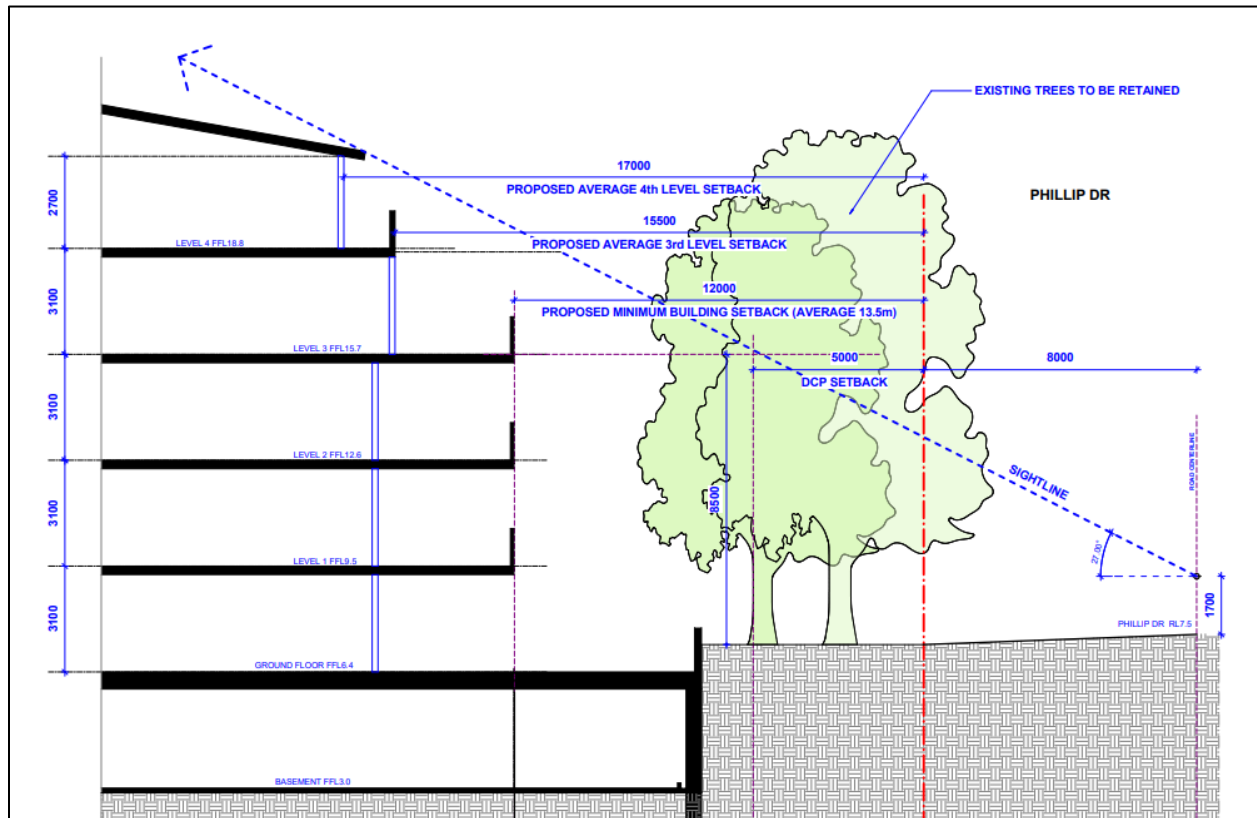 EXISTING TREES TO BE RETAINED
17000
PROPOSED AVERAGE 4th LEVEL SETBACK
PHILLIP DR
2700
15500
PROPOSED AVERAGE 3rd LEVEL SETBACK
LEVEL 4 FFL18.8
12000
PROPOSED MINIMUM BUILDING SETBACK (AVERAGE 13.5m)
3100
LEVEL 3 FFL15.7
5000
8000
DCP SETBACK
3100
LEVEL 2 FFL12.6
ROAD CENTERLINE
SIGHTLINE
8500
3100
LEVEL 1 FFL9.5
27.00°
1700
3100
PHILLIP DR RL7.5
GROUND FLOOR FFL6.4
BASEMENT FFL3.0